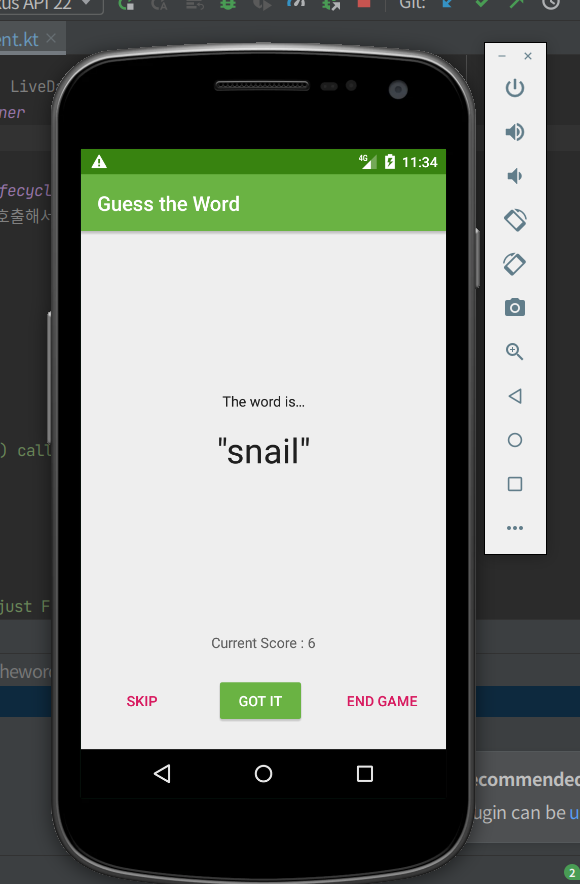 API 22
Git:
ent.kt
LiveD
ner
11:34
4G
Guess the Word
fecycl
호출해서
The word is...
"snail"
) call
just F
Current Score : 6
SKIP
GOT IT
END GAME
hewor
ecommended
ugin can be u
2